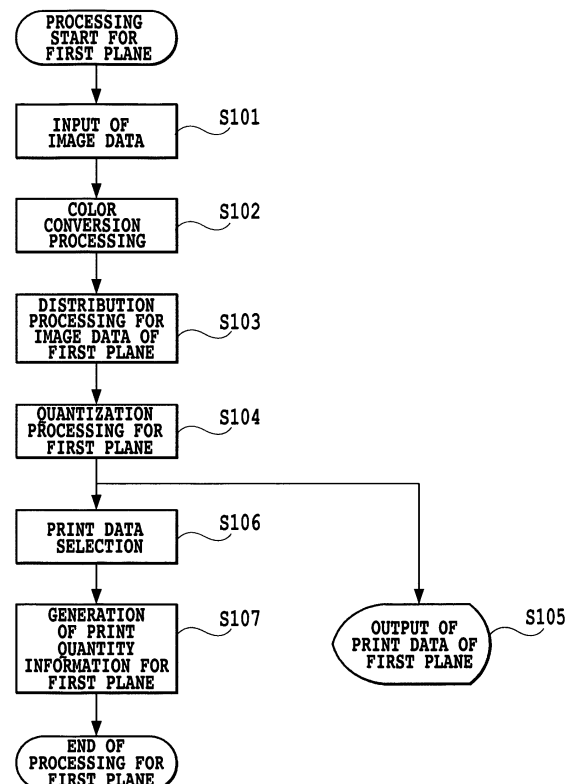 PROCESSING
START FOR
FIRST PLANE
INPUT OF
IMAGE DATA
S101
COLOR
CONVERSION
PROCESSING
S102
DISTRIBUTION
PROCESSING FOR
IMAGE DATA OF
FIRST PLANE
S103
QUANTIZATION
PROCESSING FOR
FIRST PLANE
S104
PRINT DATA
SELECTION
S106
GENERATION
OF PRINT
QUANTITY
INFORMATION FOR
FIRST PLANE
S107
OUTPUT OF
PRINT DATA OF
FIRST PLANE
S105
END OF
PROCESSING FOR
FIRST PLANE